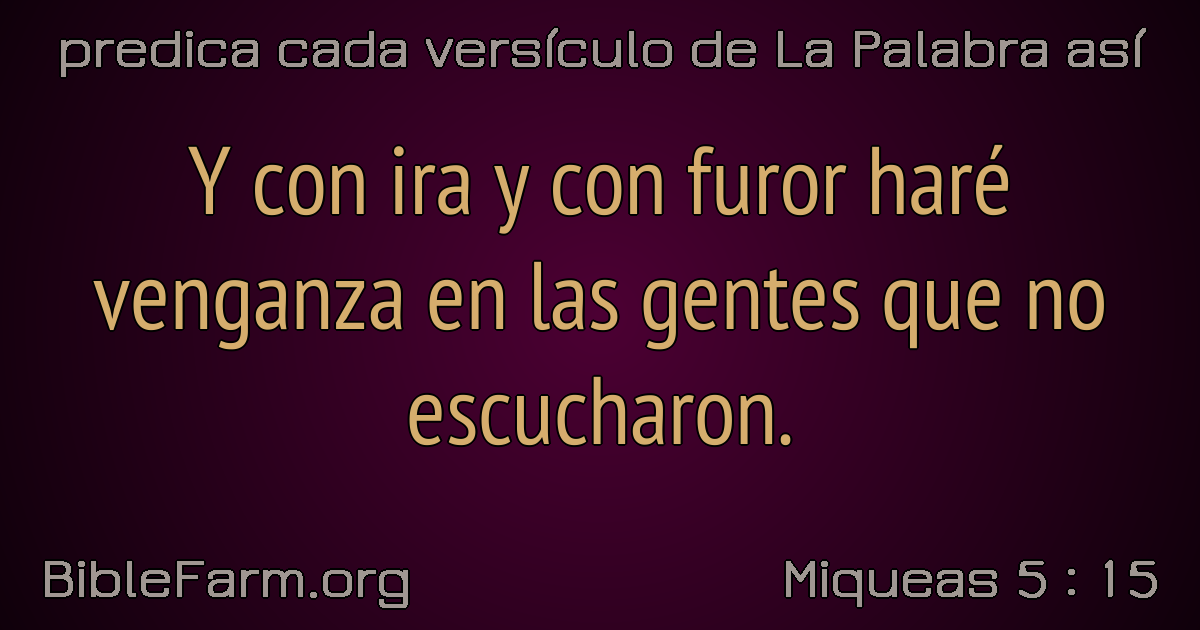 predica cada versículo de La Palabra así
Y con ira y con furor haré
venganza en las gentes que no
escucharon.
BibleFarm.org
Miqueas 5 : 15